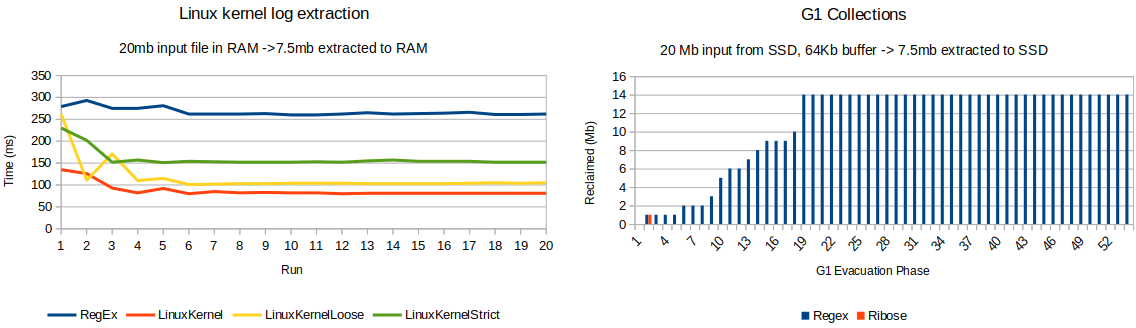 Linux kernel log extraction
20mb input file in RAM ->7.5mb extracted to RAM
350
300
250
200
150
100
50
0
Time (ms)
1 2 3 4 5 6 7 8 9 10 11 12 13 14 15 16 17 18 19 20
Run
RegEx LinuxKernel LinuxKernelLoose LinuxKernelStrict
G1 Collections
20 Mb input from SSD, 64Kb buffer -> 7.5mb extracted to SSD
16
14
12
10
8
6
4
2
0
Reclaimed (Mb)
1 4 7 10 13 16 19 22 25 28 31 34 37 40 43 46 49 52
G1 Evacuation Phase
Regex Ribose